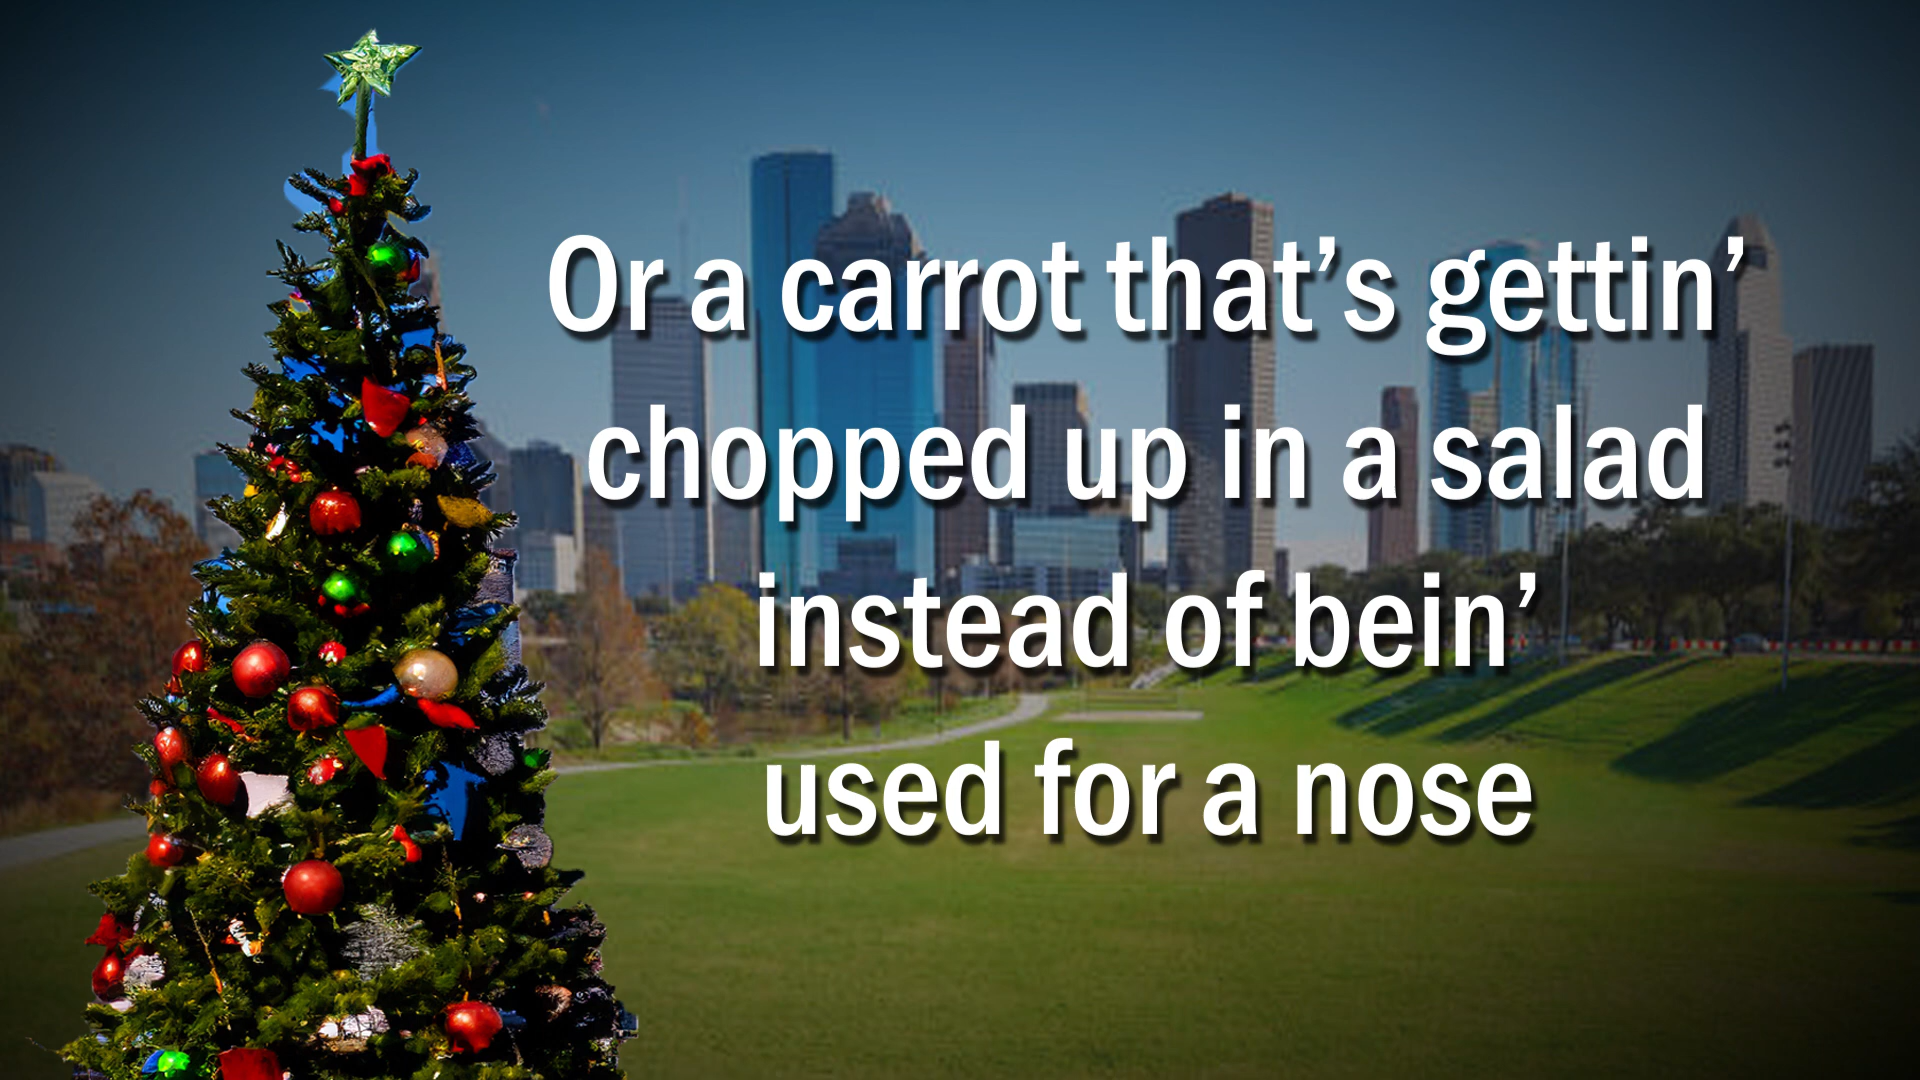 Or a carrot that’s gettin’
chopped up in a salad
instead of bein’
used for a nose